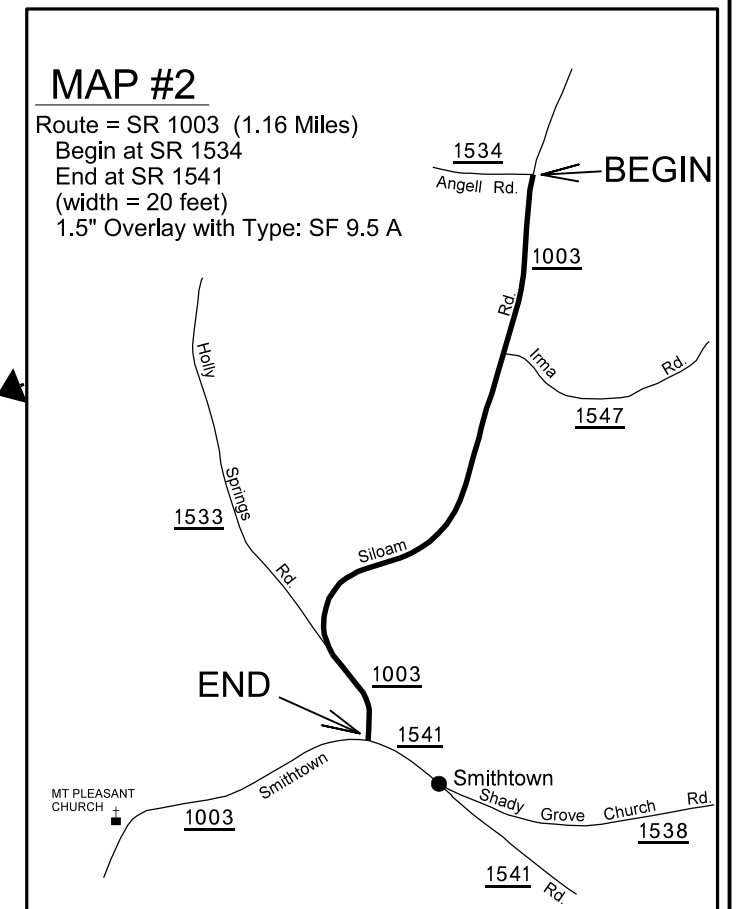 MAP #2
Route = SR 1003 (1.16 Miles)
Begin at SR 1534
End at SR 1541
(width = 20 feet)
1.5" Overlay with Type: SF 9.5 A
1534
Angell Rd.
BEGIN
1003
Rd.
Irma Rd.
1547
Holly Springs Rd.
1533
Siloam
END
1003
1541
Smithtown
Smithtown
MT PLEASANT
CHURCH
1003
Shady Grove Church Rd.
1538
1541
Rd.